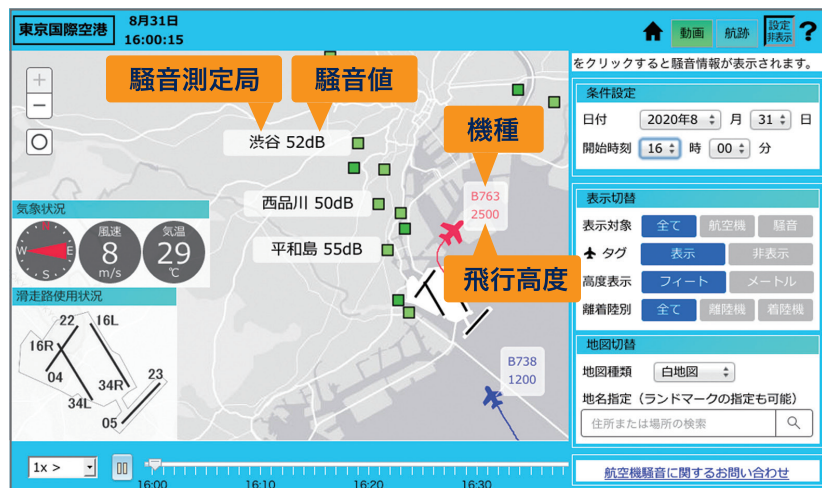 東京国際空港
8月31日
16:00:15
動画
航跡
設定
非表示
?
をクリックすると騒音情報が表示されます。
騒音測定局
騒音値
機種
飛行高度
渋谷 52dB
西品川 50dB
平和島 55dB
B763
2500
B738
1200
気象状況
N
W
E
S
風速
8
m/s
気温
29
℃
滑走路使用状況
22
16L
16R
04
34R
23
34L
05
条件設定
日付 2020年8 月 31 日
開始時刻 16 時 00 分
表示切替
表示対象 全て 航空機 騒音
タグ 表示 非表示
高度表示 フィート メートル
離着陸別 全て 離陸機 着陸機
地図切替
地図種類 白地図
地名指定（ランドマークの指定も可能）
住所または場所の検索
航空機騒音に関するお問い合わせ
1x >
16:00 16:10 16:20 16:30